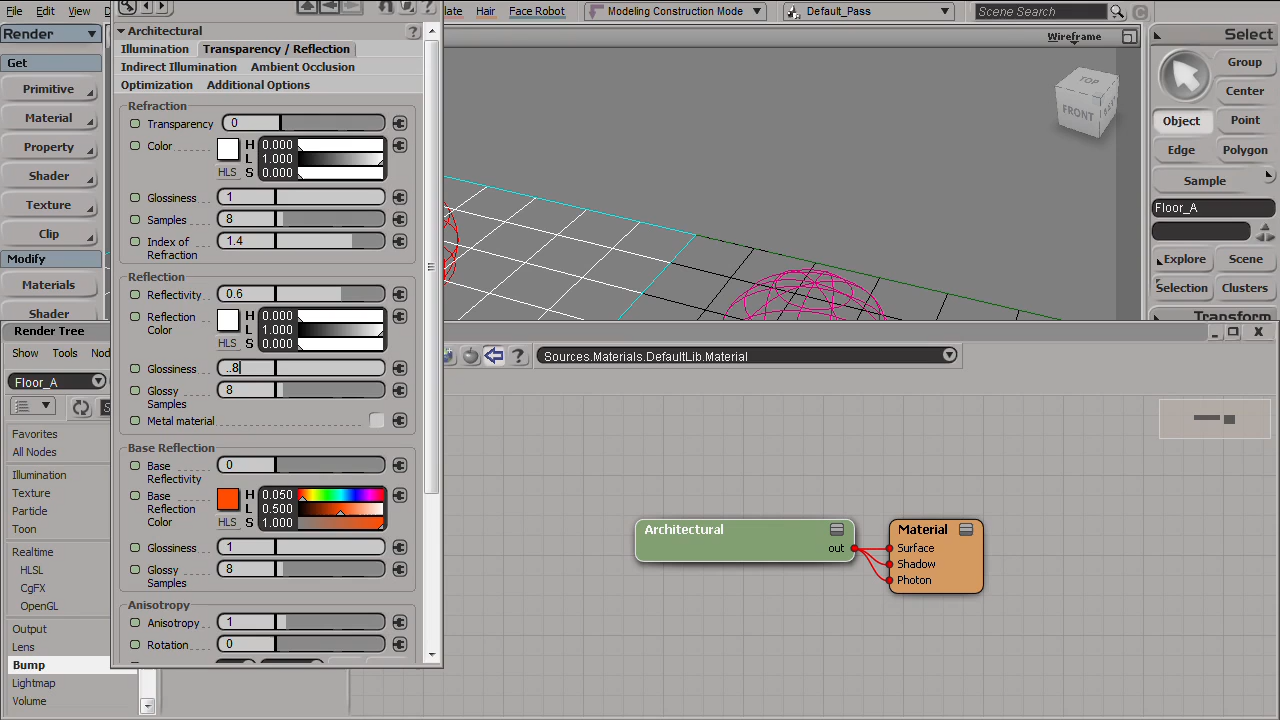 File Edit View D
late Hair Face Robot Modeling Construction Mode Default_Pass Scene Search
Render
Get
Primitive
Material
Property
Shader
Texture
Clip
Modify
Materials
Shader
Architectural ?
Illumination Transparency / Reflection
Indirect Illumination Ambient Occlusion
Optimization Additional Options
Refraction
Transparency 0
Color H 0.000
L 1.000
HLS S 0.000
Glossiness 1
Samples 8
Index of Refraction 1.4
Reflection
Reflectivity 0.6
Reflection Color H 0.000
L 1.000
HLS S 0.000
Glossiness ..8
Glossy Samples 8
Metal material
Base Reflection
Base Reflectivity 0
Base Reflection Color H 0.050
L 0.500
HLS S 1.000
Glossiness 1
Glossy Samples 8
Anisotropy
Anisotropy 1
Rotation 0
Wireframe
TOP
FRONT
Select
Group
Center
Object Point
Edge Polygon
Sample
Floor_A
Explore Scene
Selection Clusters
Transform
Render Tree
Show Tools Nod
Floor_A
Sources.Materials.DefaultLib.Material
Favorites
All Nodes
Illumination
Texture
Particle
Toon
Realtime
HLSL
CgFX
OpenGL
Output
Lens
Bump
Lightmap
Volume
Architectural
out
Material
Surface
Shadow
Photon